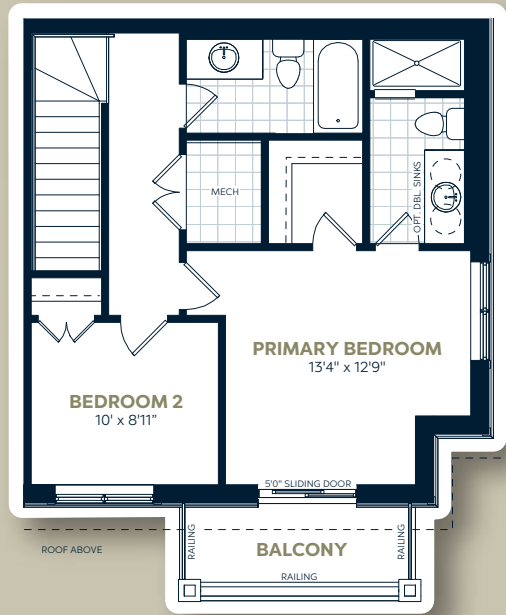 MECH
OPT. DBL. SINKS
PRIMARY BEDROOM
13'4" x 12'9"
BEDROOM 2
10' x 8'11”
5'0" SLIDING DOOR
ROOF ABOVE
RAILING
BALCONY
RAILING
RAILING